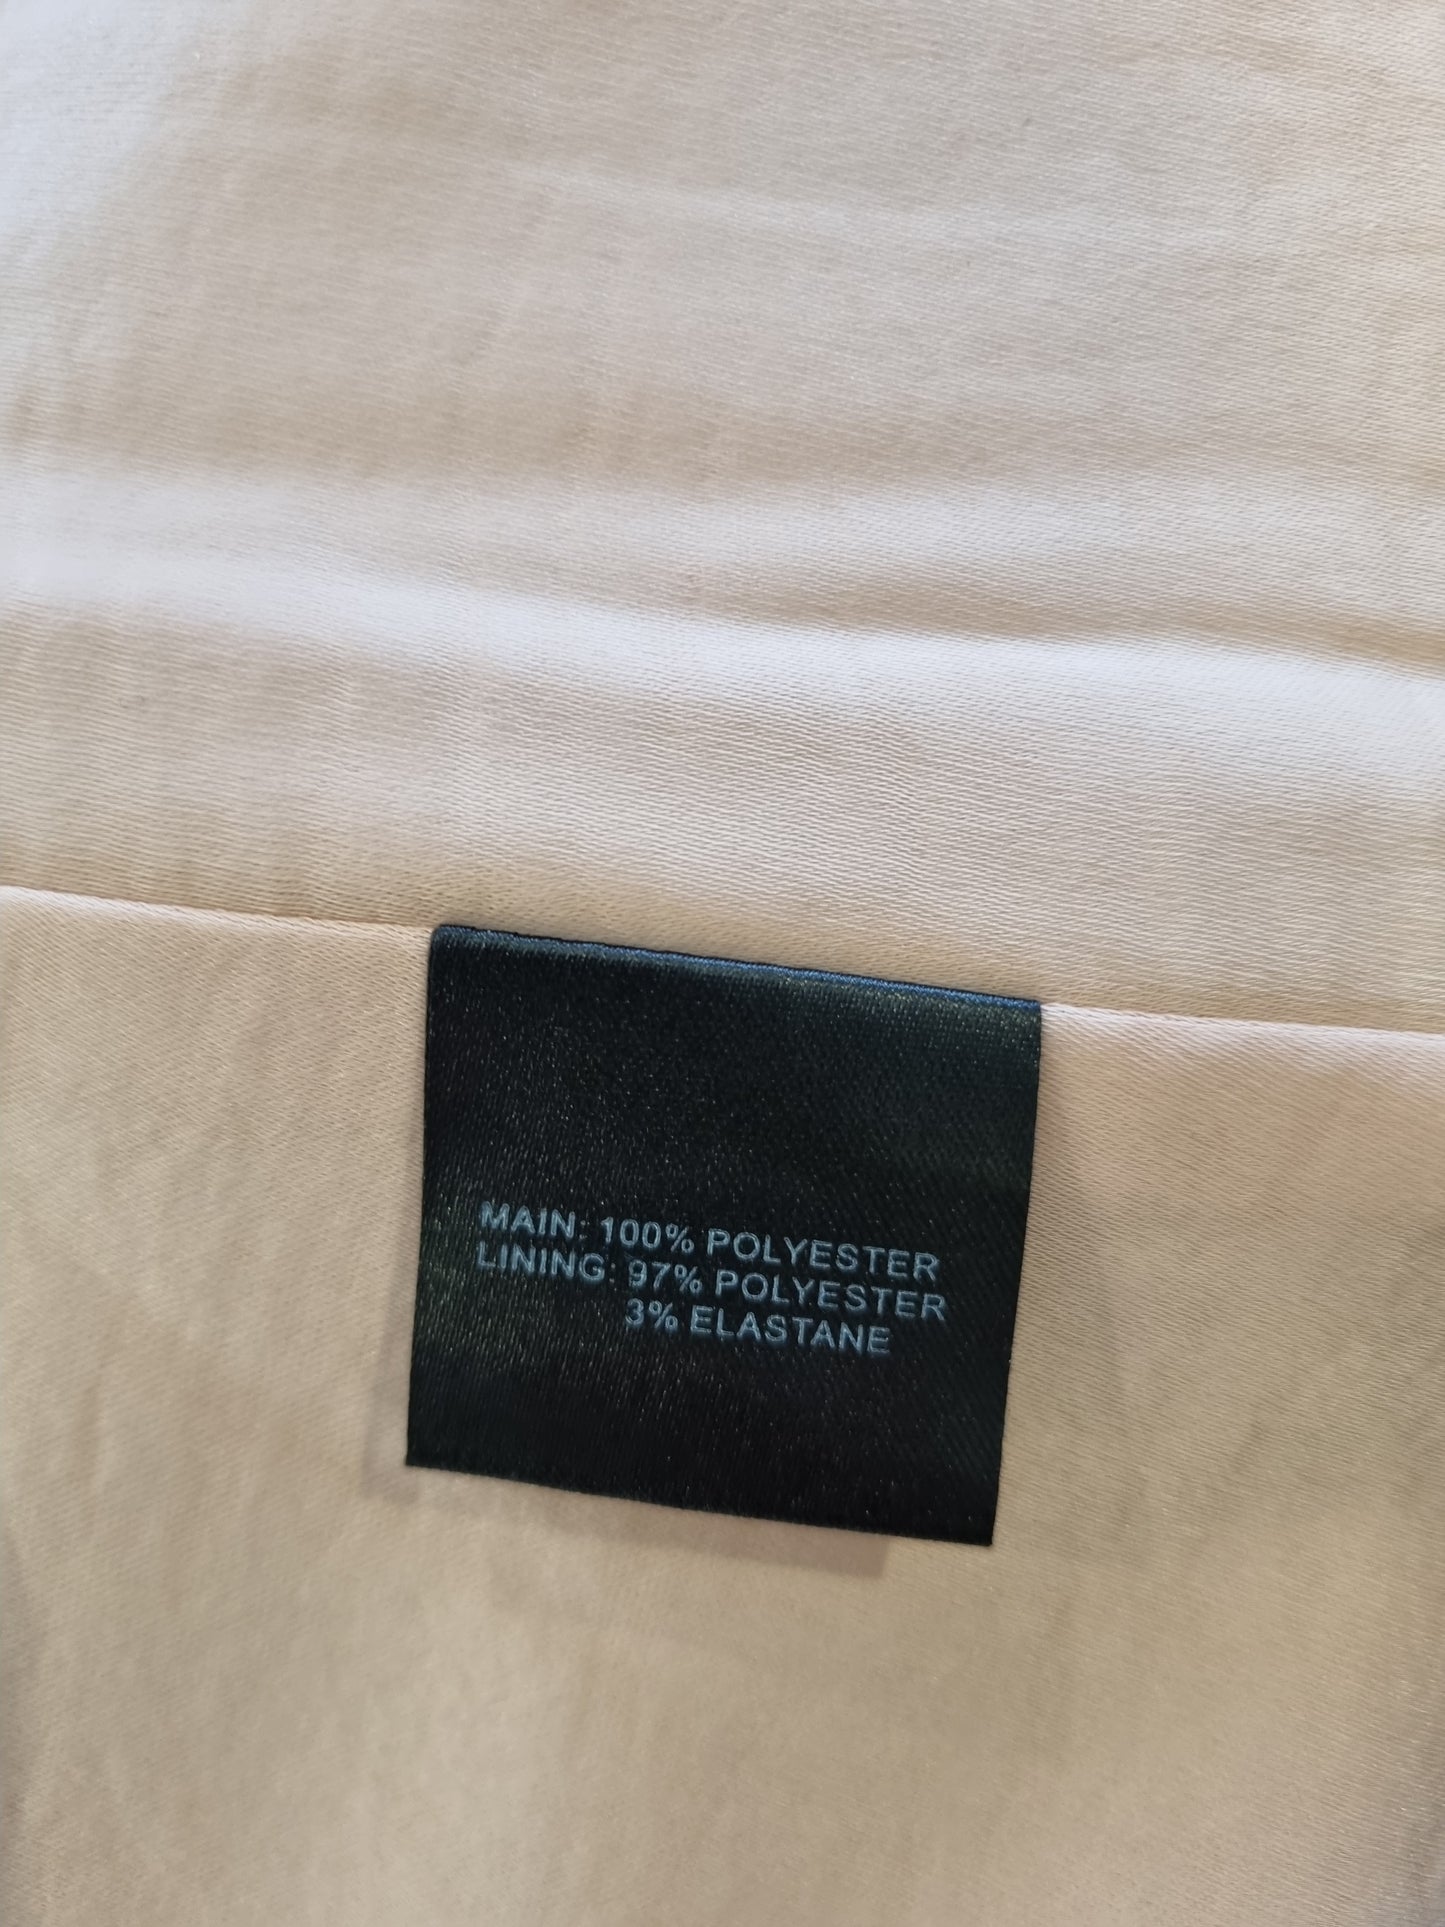 MAIN: 100% POLYESTER
LINING: 97% POLYESTER
3% ELASTANE